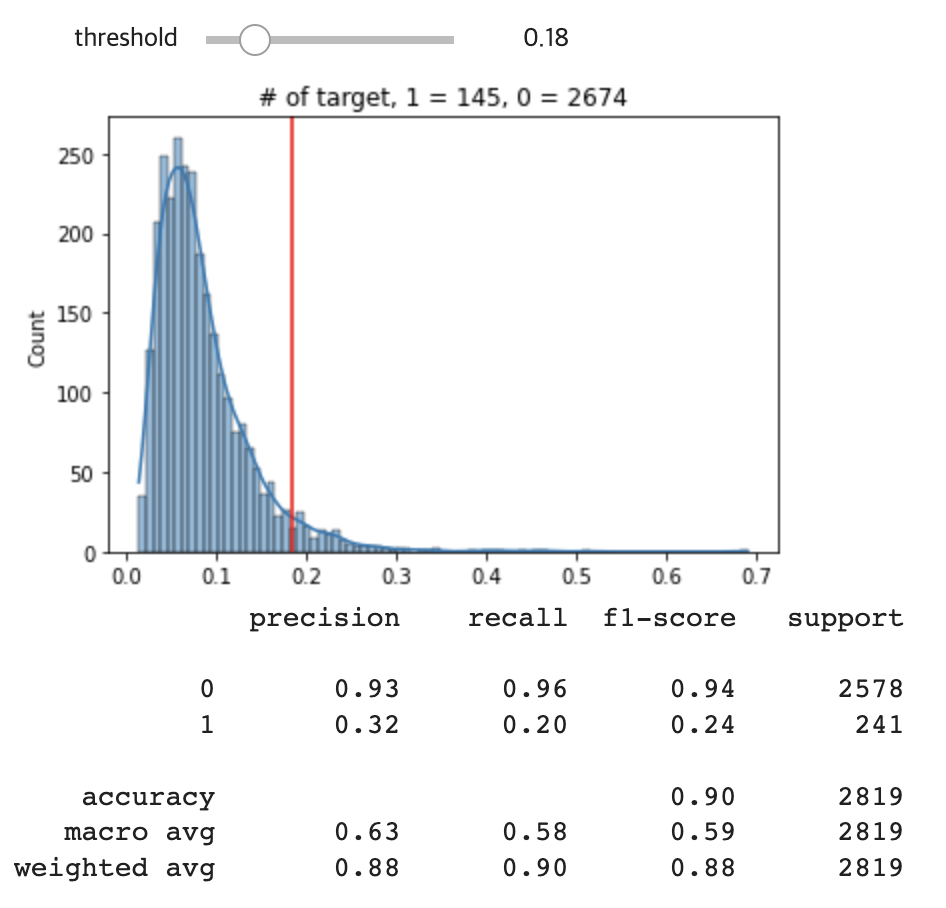 threshold 0.18
# of target, 1 = 145, 0 = 2674
250
200
150
100
50
0
Count
0.0 0.1 0.2 0.3 0.4 0.5 0.6 0.7
precision recall f1-score support
0 0.93 0.96 0.94 2578
1 0.32 0.20 0.24 241
accuracy 0.90 2819
macro avg 0.63 0.58 0.59 2819
weighted avg 0.88 0.90 0.88 2819